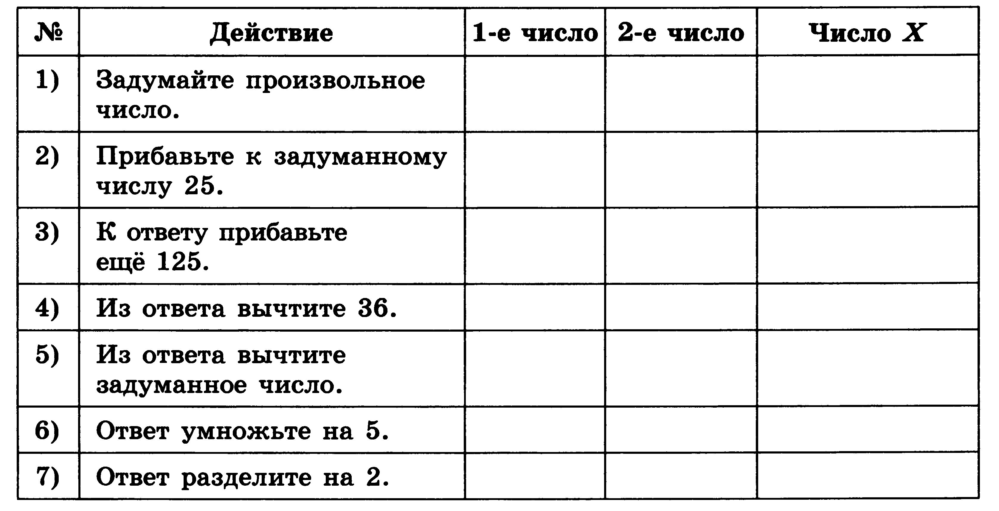 № Действие 1-е число 2-е число Число X
1) Задумайте произвольное
число.
2) Прибавьте к задуманному
числу 25.
3) К ответу прибавьте
ещё 125.
4) Из ответа вычтите 36.
5) Из ответа вычтите
задуманное число.
6) Ответ умножьте на 5.
7) Ответ разделите на 2.